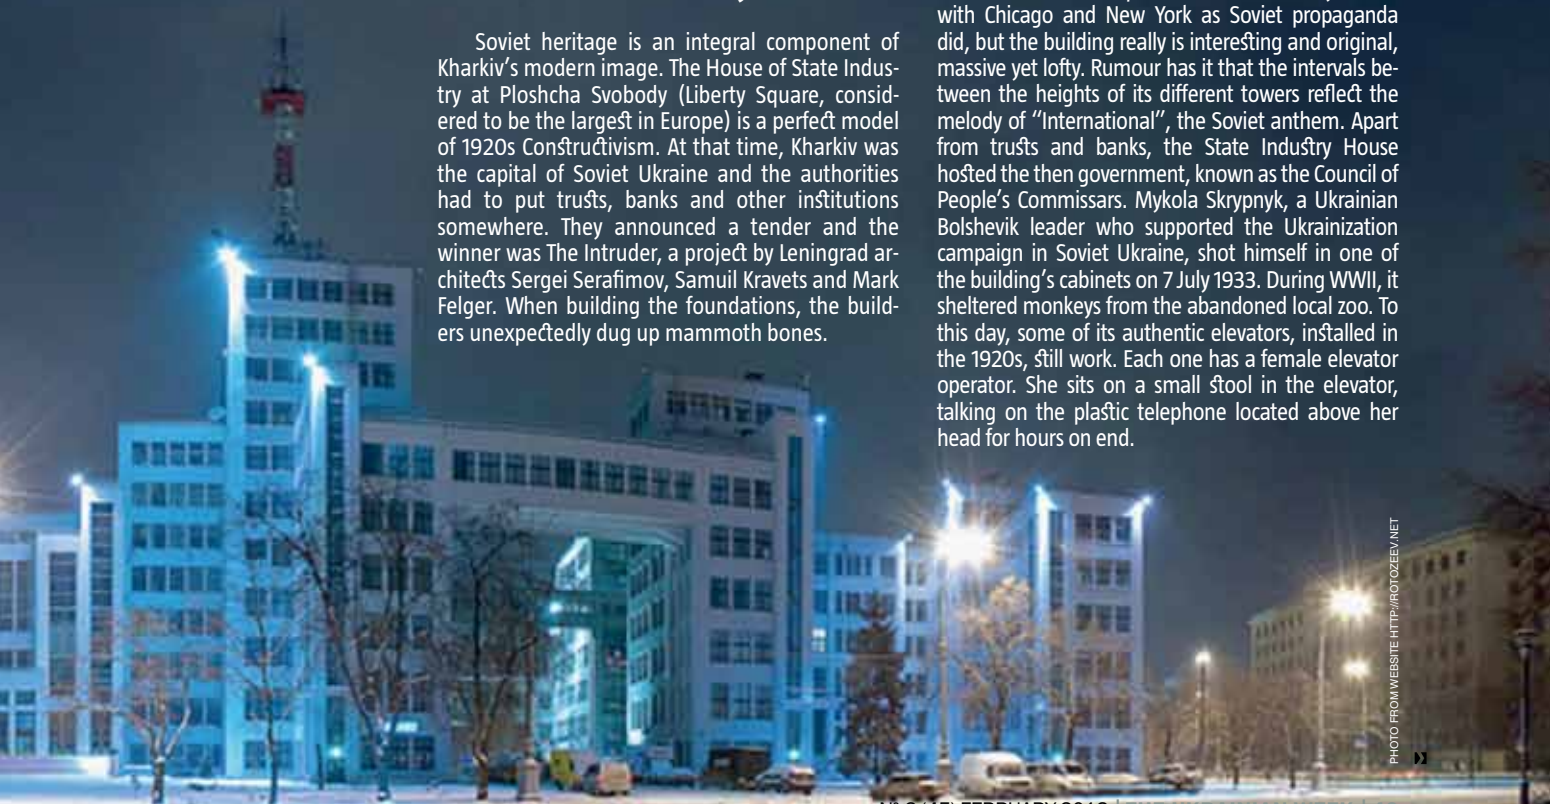 Soviet heritage is an integral component of
Kharkiv's modern image. The House of State Indus-
try at Ploshcha Svobody (Liberty Square, consid-
ered to be the largest in Europe) is a perfect model
of 1920s Constructivism. At that time, Kharkiv was
the capital of Soviet Ukraine and the authorities
had to put trusts, banks and other institutions
somewhere. They announced a tender and the
winner was The Intruder, a project by Leningrad ar-
chitects Sergei Serafimov, Samuil Kravets and Mark
Felger. When building the foundations, the build-
ers unexpectedly dug up mammoth bones.
with Chicago and New York as Soviet propaganda
did, but the building really is interesting and original,
massive yet lofty. Rumour has it that the intervals be-
tween the heights of its different towers reflect the
melody of “International”, the Soviet anthem. Apart
from trusts and banks, the State Industry House
hosted the then government, known as the Council of
People's Commissars. Mykola Skrypnyk, a Ukrainian
Bolshevik leader who supported the Ukrainization
campaign in Soviet Ukraine, shot himself in one of
the building's cabinets on 7 July 1933. During WWII, it
sheltered monkeys from the abandoned local zoo. To
this day, some of its authentic elevators, installed in
the 1920s, still work. Each one has a female elevator
operator. She sits on a small stool in the elevator,
talking on the plastic telephone located above her
head for hours on end.
PHOTO FROM WEBSITE HTTP://ROTOZEEV.NET